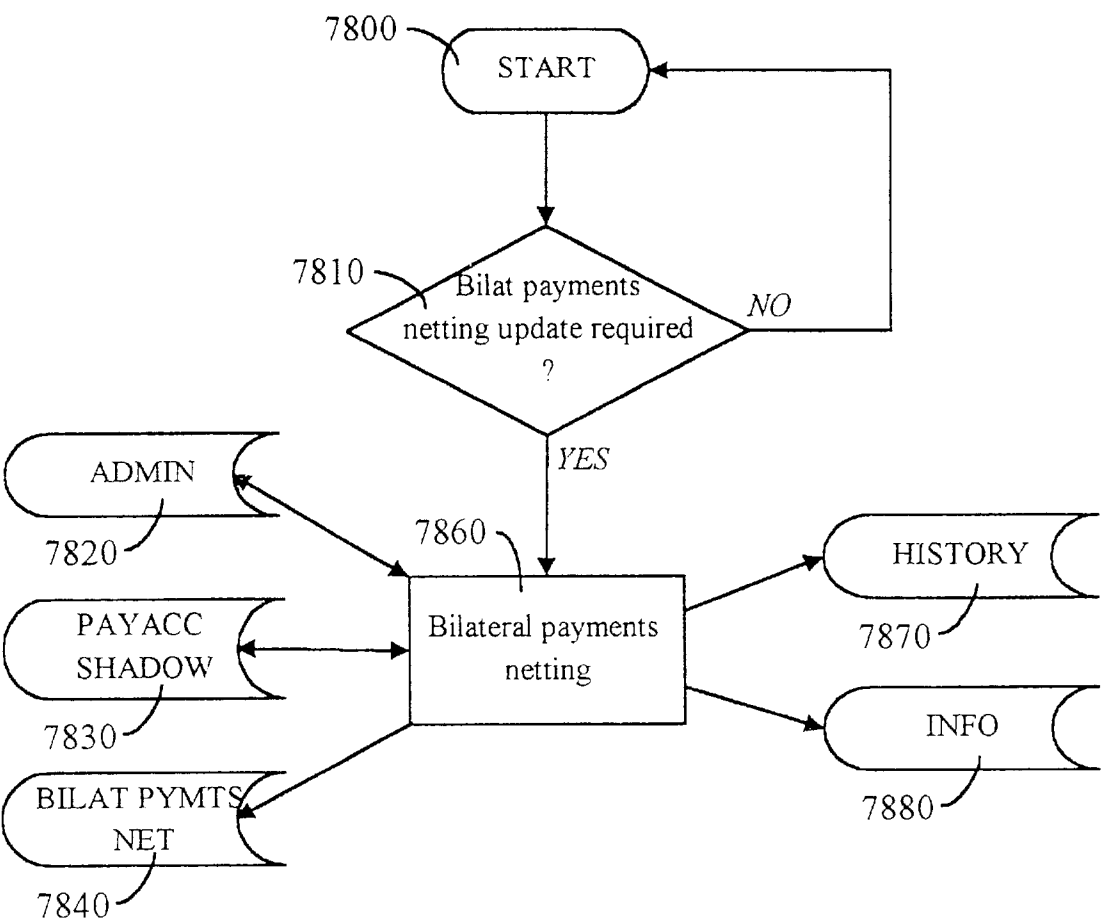 7800
START
7810
Bilat payments
netting update required
?
NO
YES
ADMIN
7820
7860
Bilateral payments
netting
HISTORY
7870
PAYACC
SHADOW
7830
INFO
7880
BILAT PYMTS
NET
7840